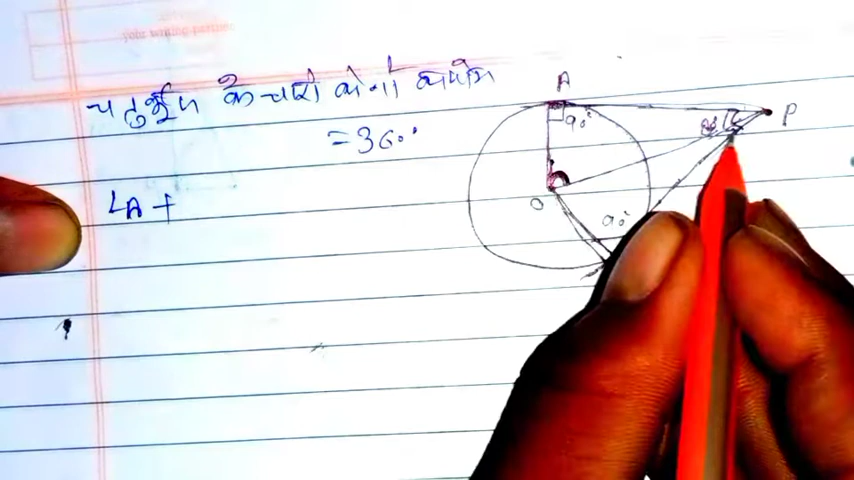 चतुर्भुज के चारों कोणों का योग
= 360°
∠A +
A
90°
P
O
90°